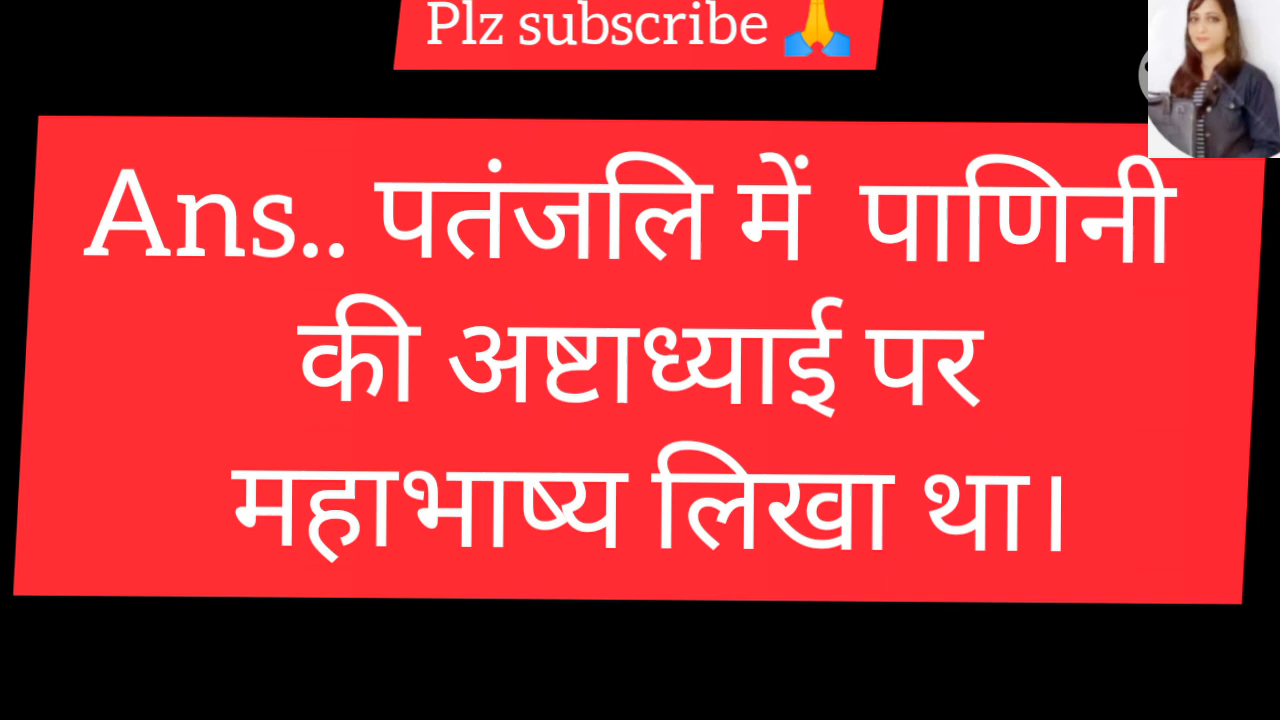 Plz subscribe 🙏
Ans.. पतंजलि में पाणिनी
की अष्टाध्याई पर
महाभाष्य लिखा था।